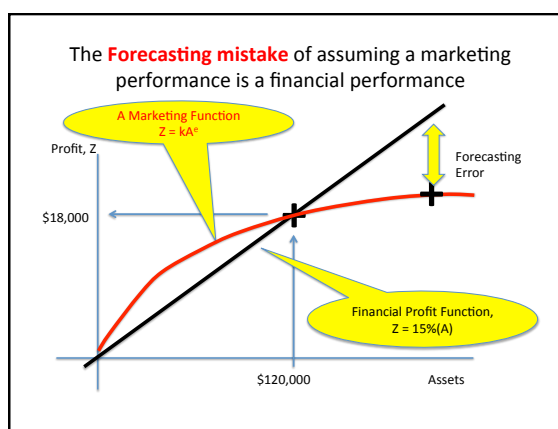 The Forecasting mistake of assuming a marketing
performance is a financial performance
A Marketing Function
Z = kAᵉ
Profit, Z
Forecasting
Error
$18,000
Financial Profit Function,
Z = 15%(A)
$120,000
Assets